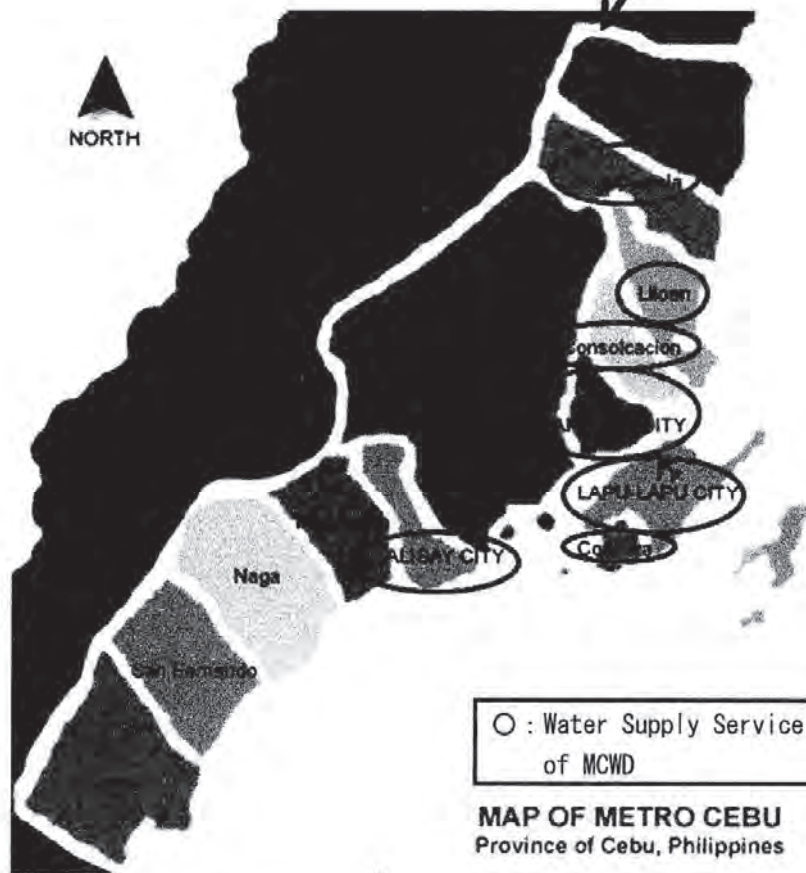 NORTH
Liloan
Consolcacion
LAPU-LAPU CITY
Naga
San Fernando
○ : Water Supply Service
of MCWD
MAP OF METRO CEBU
Province of Cebu, Philippines